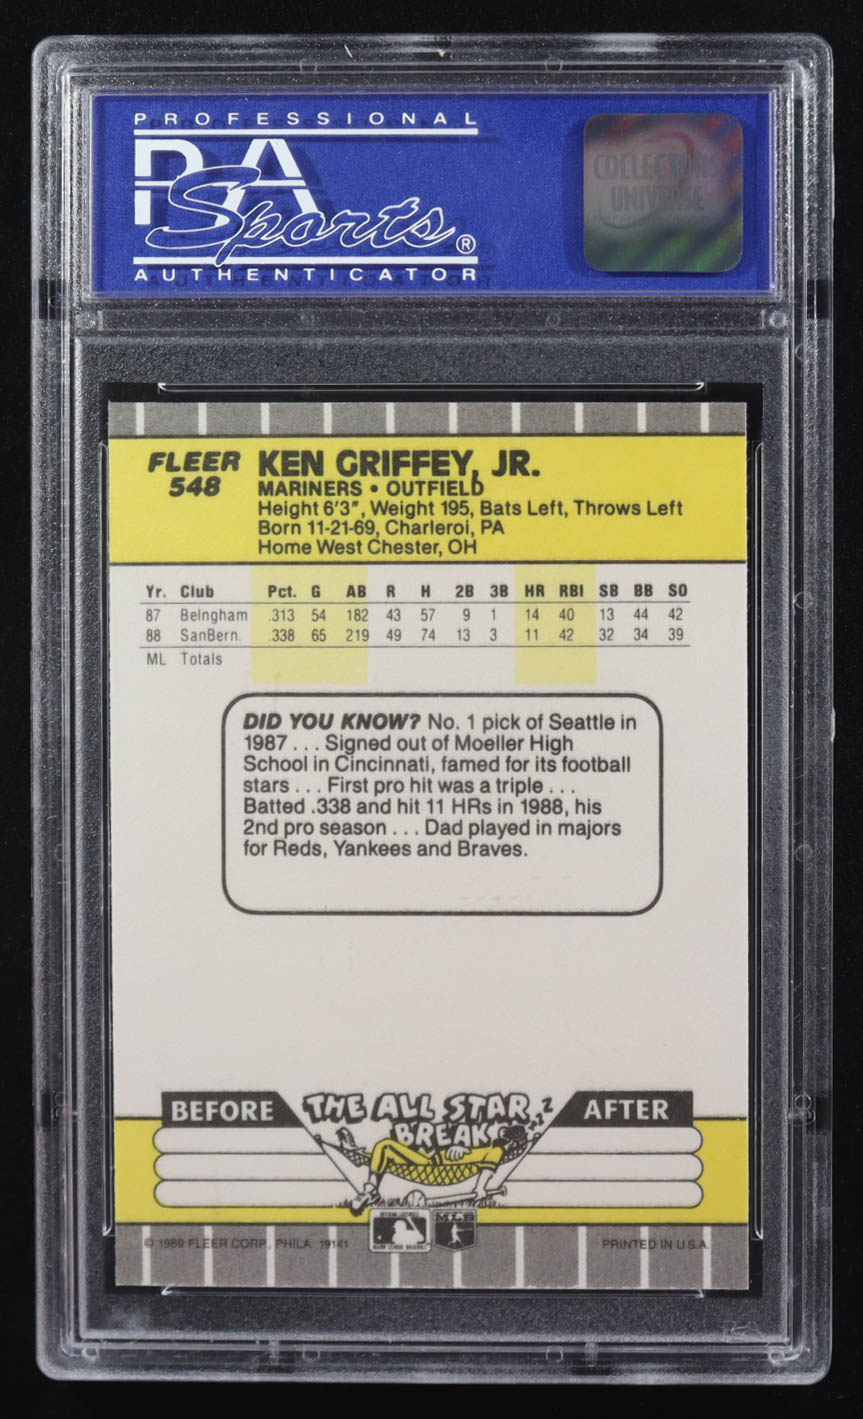 PROFESSIONAL
PSA
Sports®
AUTHENTICATOR
COLLECTORS
UNIVERSE
FLEER
548
KEN GRIFFEY, JR.
MARINERS • OUTFIELD
Height 6'3", Weight 195, Bats Left, Throws Left
Born 11-21-69, Charleroi, PA
Home West Chester, OH
Yr. Club Pct. G AB R H 2B 3B HR RBI SB BB SO
87 Belngham .313 54 182 43 57 9 1 14 40 13 44 42
88 SanBern. .338 65 219 49 74 13 3 11 42 32 34 39
ML Totals
DID YOU KNOW? No. 1 pick of Seattle in
1987 . . . Signed out of Moeller High
School in Cincinnati, famed for its football
stars . . . First pro hit was a triple . . .
Batted .338 and hit 11 HRs in 1988, his
2nd pro season . . . Dad played in majors
for Reds, Yankees and Braves.
BEFORE
THE ALL STAR
BREAK
zzZ
AFTER
MLB
© 1989 FLEER CORP., PHILA. 19141
PRINTED IN U.S.A.